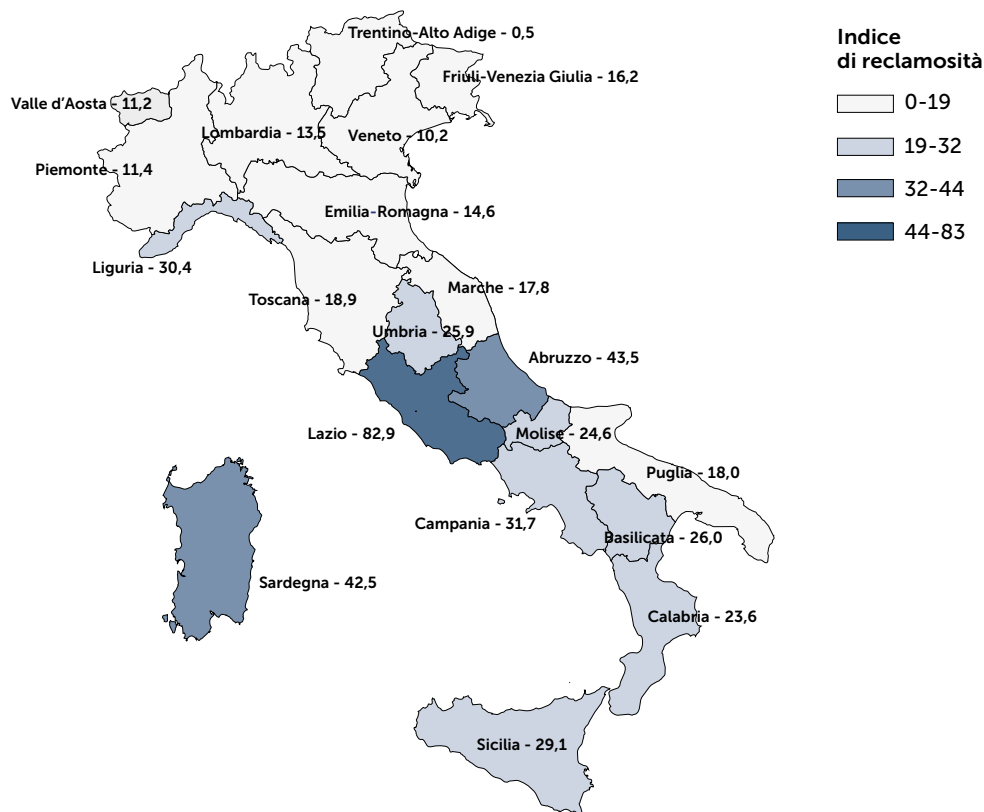 Trentino-Alto Adige - 0,5
Friuli-Venezia Giulia - 16,2
Valle d'Aosta - 11,2
Lombardia - 13,5
Veneto - 10,2
Piemonte - 11,4
Emilia-Romagna - 14,6
Liguria - 30,4
Marche - 17,8
Toscana - 18,9
Umbria - 25,9
Abruzzo - 43,5
Lazio - 82,9
Molise - 24,6
Puglia - 18,0
Campania - 31,7
Basilicata - 26,0
Sardegna - 42,5
Calabria - 23,6
Sicilia - 29,1
Indice
di reclamosità
0-19
19-32
32-44
44-83